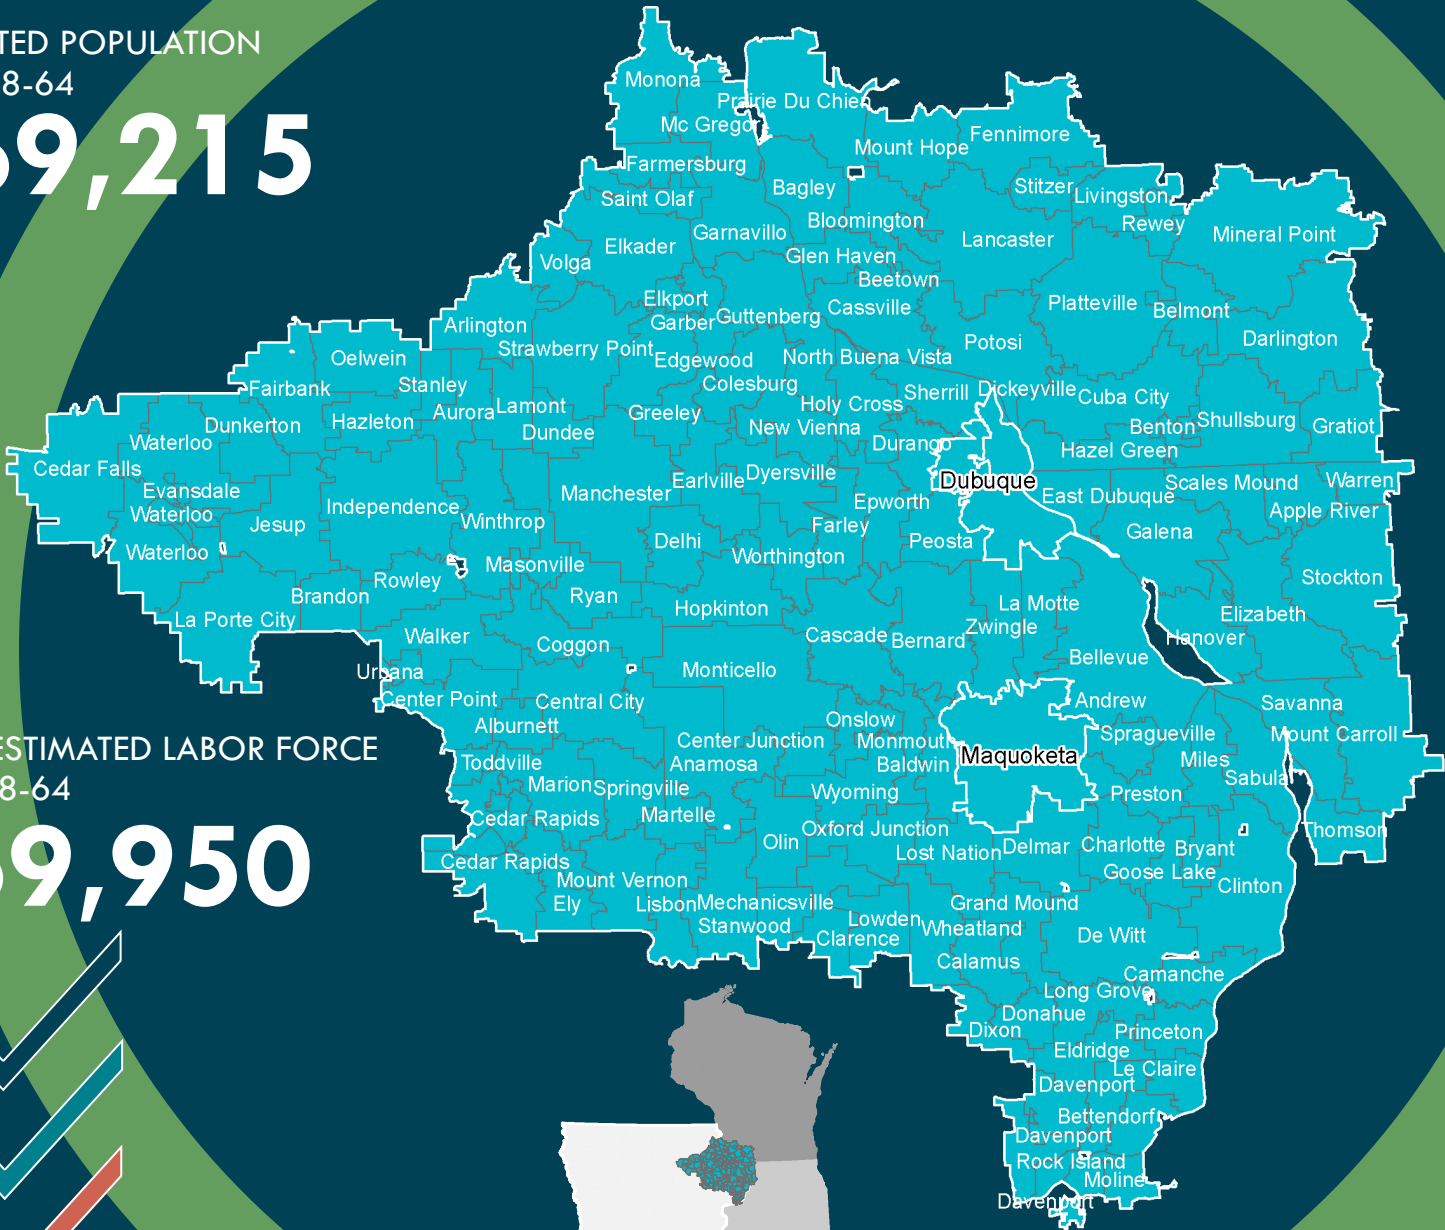 TED POPULATION
8-64
9,215
ESTIMATED LABOR FORCE
8-64
9,950
Monona
Prairie Du Chie
Mc Grego
Mount Hope
Fennimore
Farmersburg
Bagley
Stitzer
Livingston
Saint Olaf
Bloomington
Rewey
Garnavillo
Lancaster
Mineral Point
Elkader
Glen Haven
Volga
Beetown
Elkport
Cassville
Platteville
Belmont
Guttenberg
Garber
Arlington
Darlington
Strawberry Point
Potosi
Oelwein
Edgewood
North Buena Vista
Stanley
Colesburg
Fairbank
Sherrill
Dickeyville
Cuba City
Holy Cross
Lamont
Aurora
Greeley
Shullsburg
Hazleton
Dunkerton
New Vienna
Benton
Gratiot
Dundee
Waterloo
Durango
Hazel Green
Cedar Falls
Dyersville
Earlville
Dubuque
Scales Mound
Warren
Evansdale
Manchester
East Dubuque
Epworth
Independence
Waterloo
Apple River
Jesup
Winthrop
Farley
Galena
Delhi
Peosta
Waterloo
Worthington
Masonville
Stockton
Rowley
Brandon
Ryan
La Motte
Hopkinton
Elizabeth
La Porte City
Zwingle
Walker
Cascade
Bernard
Hanover
Coggon
Bellevue
Urbana
Monticello
Center Point
Central City
Andrew
Savanna
Alburnett
Onslow
Spragueville
Mount Carroll
Center Junction
Monmouth
Maquoketa
Toddville
Anamosa
Baldwin
Miles
Sabula
Marion
Springville
Wyoming
Preston
Cedar Rapids
Martelle
Oxford Junction
Thomson
Olin
Lost Nation
Delmar
Charlotte
Bryant
Cedar Rapids
Goose Lake
Mount Vernon
Clinton
Ely
Lisbon
Mechanicsville
Grand Mound
Stanwood
Lowden
Wheatland
Clarence
De Witt
Calamus
Camanche
Long Grove
Donahue
Dixon
Princeton
Eldridge
Le Claire
Davenport
Bettendorf
Davenport
Rock Island
Moline
Davenport